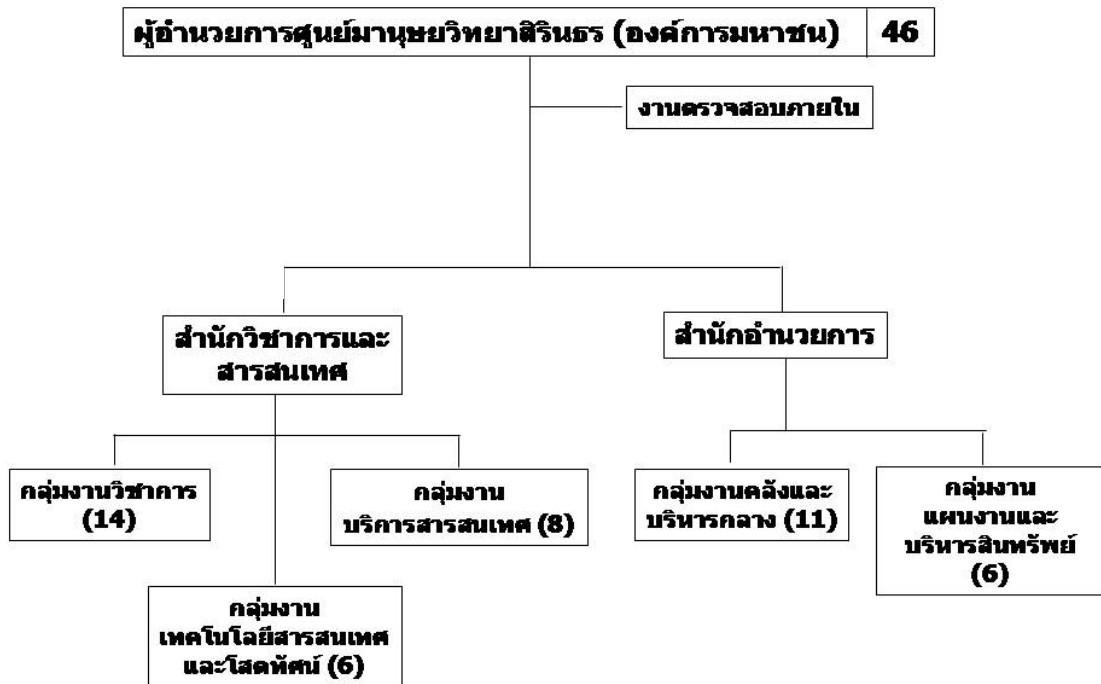 ผู้อำนวยการศูนย์มานุษยวิทยาสิรินธร (องค์การมหาชน) 46
งานตรวจสอบภายใน
สำนักวิชาการและ
สารสนเทศ
สำนักอำนวยการ
กลุ่มงานวิชาการ
(14)
กลุ่มงาน
บริการสารสนเทศ (8)
กลุ่มงานคลังและ
บริหารกลาง (11)
กลุ่มงาน
แผนงานและ
บริหารสินทรัพย์
(6)
กลุ่มงาน
เทคโนโลยีสารสนเทศ
และโสตทัศน์ (6)